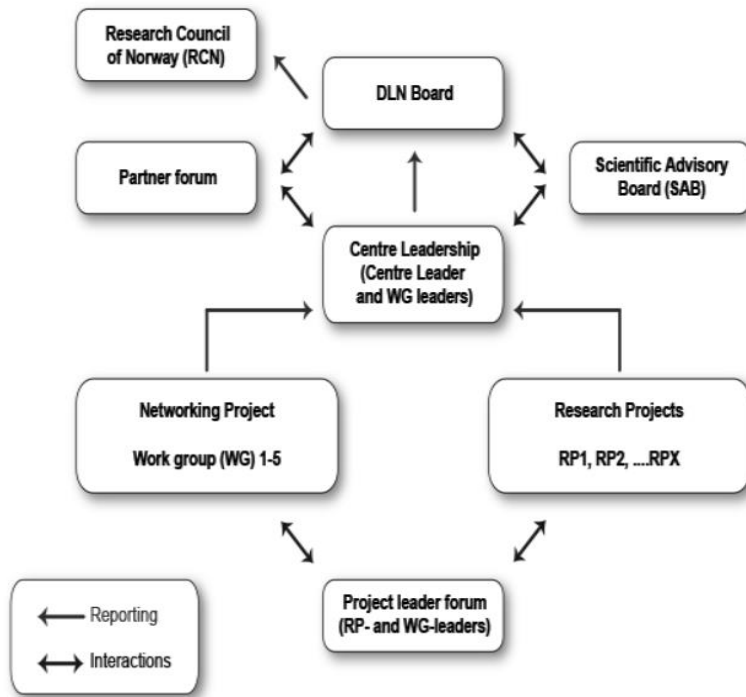 Research Council
of Norway (RCN)
DLN Board
Partner forum
Scientific Advisory
Board (SAB)
Centre Leadership
(Centre Leader
and WG leaders)
Networking Project
Work group (WG) 1-5
Research Projects
RP1, RP2, ....RPX
Project leader forum
(RP- and WG-leaders)
Reporting
Interactions